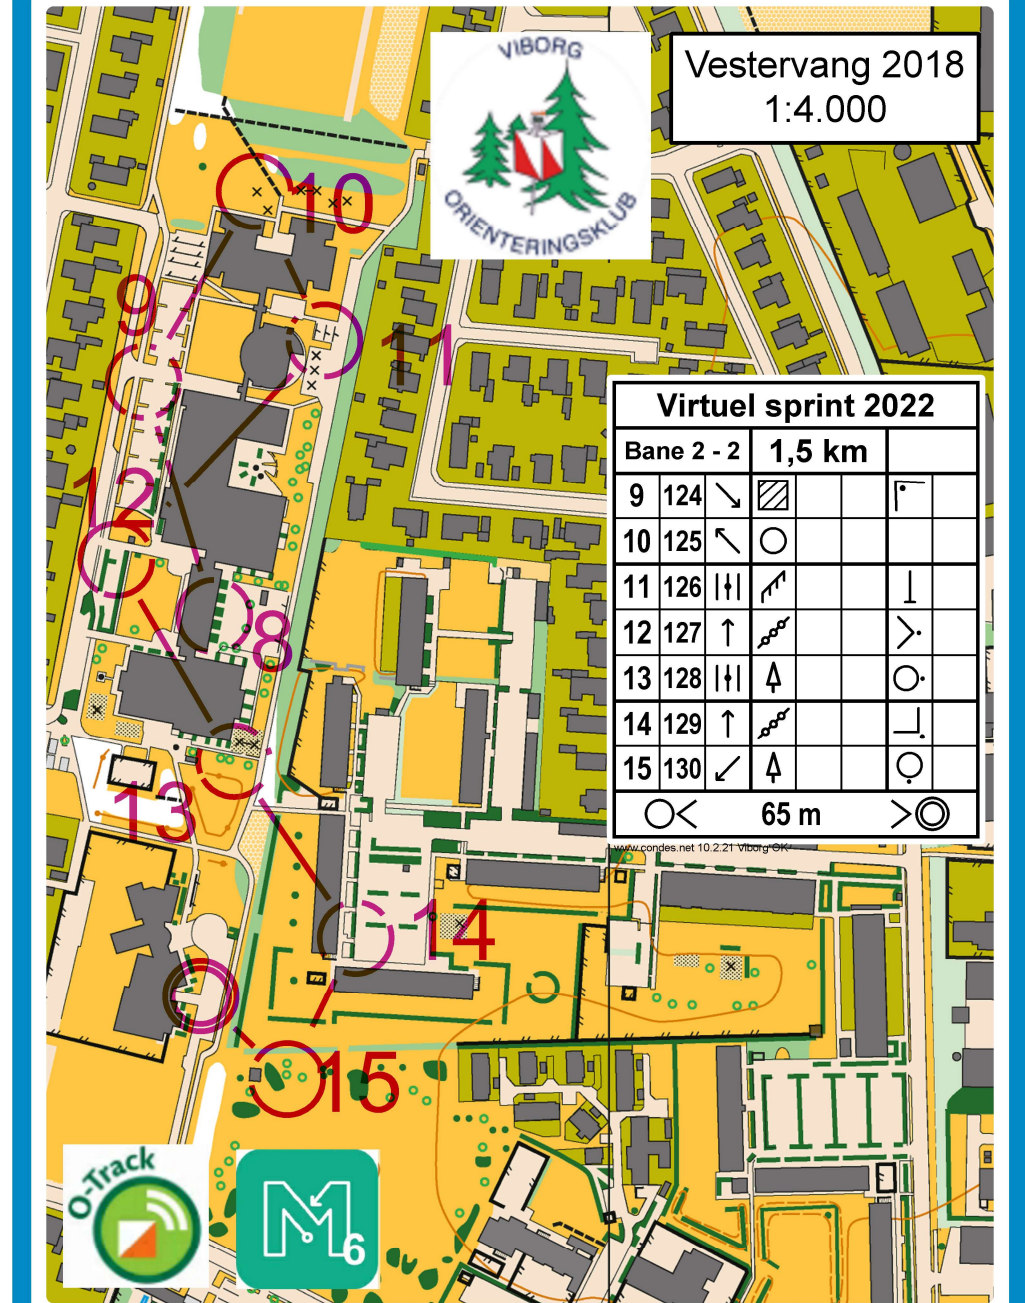 VIBORG
ORIENTERINGSKLUB
Vestervang 2018
1:4.000
10
9
11
12
8
13
14
15
Virtuel sprint 2022
Bane 2 - 2 1,5 km
9 124
10 125
11 126
12 127
13 128
14 129
15 130
65 m
www.condes.net 10.2.21 Viborg OK
O-Track
M6